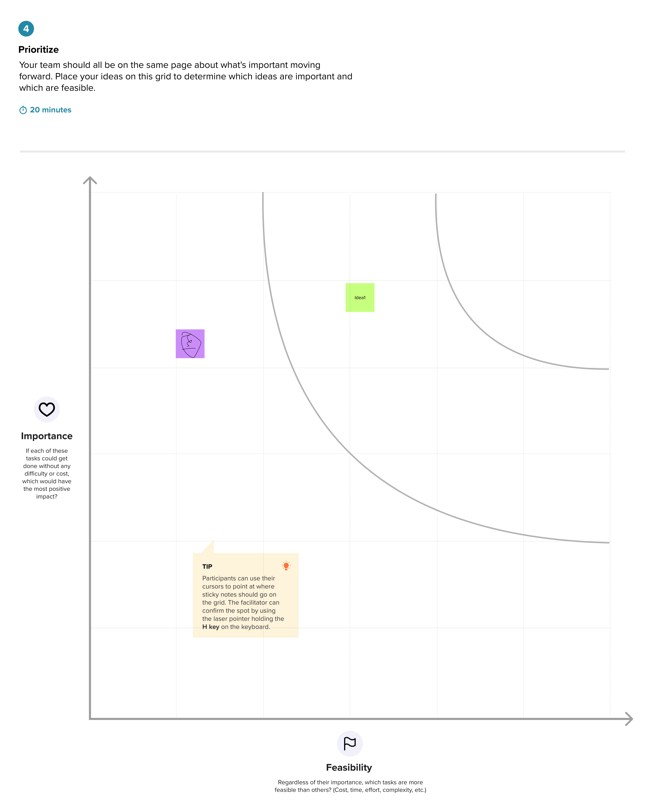 4
Prioritize
Your team should all be on the same page about what's important moving
forward. Place your ideas on this grid to determine which ideas are important and
which are feasible.
20 minutes
Idea1
Importance
If each of these
tasks could get
done without any
difficulty or cost,
which would have
the most positive
impact?
TIP
Participants can use their
cursors to point at where
sticky notes should go on
the grid. The facilitator can
confirm the spot by using
the laser pointer holding the
H key on the keyboard.
Feasibility
Regardless of their importance, which tasks are more
feasible than others? (Cost, time, effort, complexity, etc.)